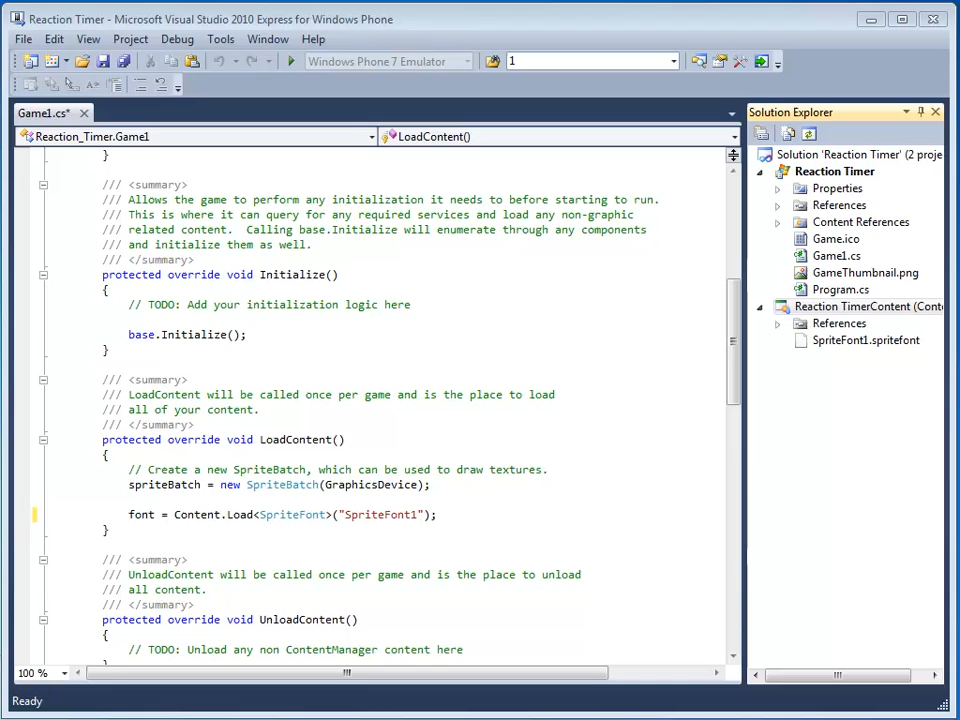 Reaction Timer - Microsoft Visual Studio 2010 Express for Windows Phone
File Edit View Project Debug Tools Window Help
Windows Phone 7 Emulator 1
Game1.cs*
Reaction_Timer.Game1 LoadContent()
}
/// <summary>
/// Allows the game to perform any initialization it needs to before starting to run.
/// This is where it can query for any required services and load any non-graphic
/// related content.  Calling base.Initialize will enumerate through any components
/// and initialize them as well.
/// </summary>
protected override void Initialize()
{
// TODO: Add your initialization logic here
base.Initialize();
}
/// <summary>
/// LoadContent will be called once per game and is the place to load
/// all of your content.
/// </summary>
protected override void LoadContent()
{
// Create a new SpriteBatch, which can be used to draw textures.
spriteBatch = new SpriteBatch(GraphicsDevice);
font = Content.Load<SpriteFont>("SpriteFont1");
}
/// <summary>
/// UnloadContent will be called once per game and is the place to unload
/// all content.
/// </summary>
protected override void UnloadContent()
{
// TODO: Unload any non ContentManager content here
100 %
Ready
Solution Explorer
Solution 'Reaction Timer' (2 proje
Reaction Timer
Properties
References
Content References
Game.ico
Game1.cs
GameThumbnail.png
Program.cs
Reaction TimerContent (Cont
References
SpriteFont1.spritefont